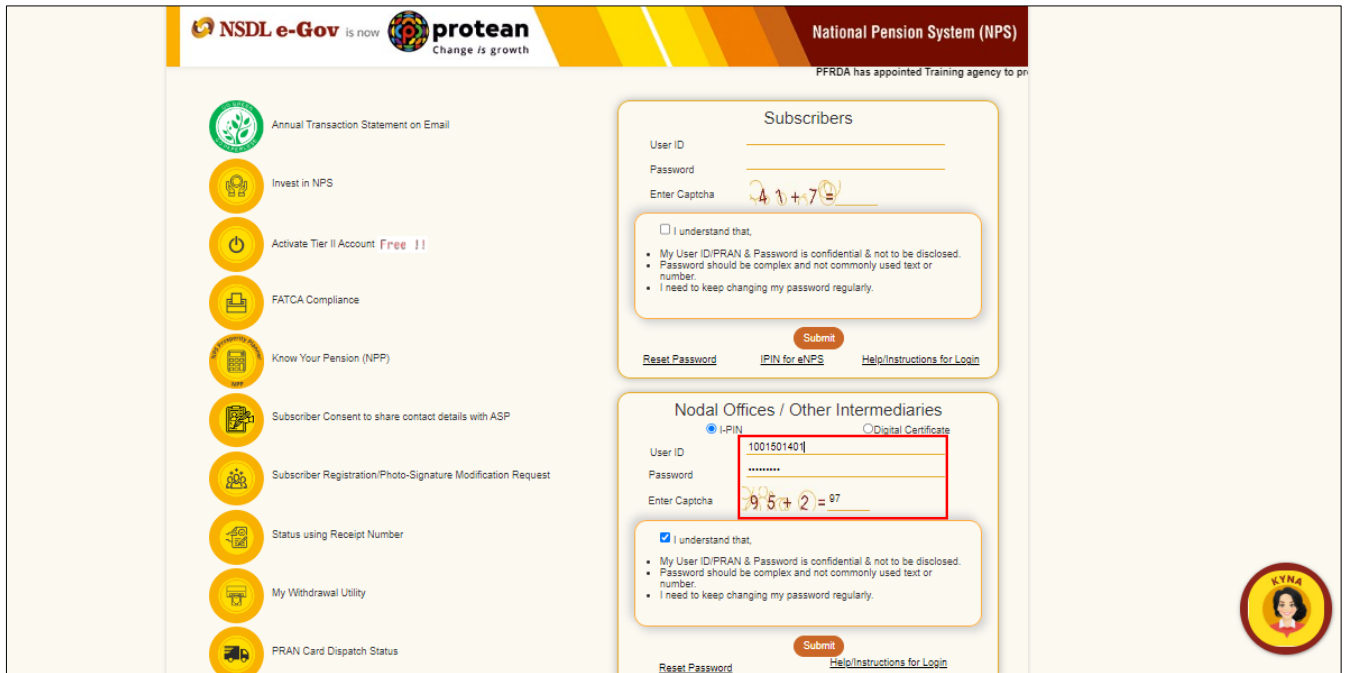 NSDL e-Gov is now protean
Change is growth
National Pension System (NPS)
PFRDA has appointed Training agency to pr
Annual Transaction Statement on Email
Invest in NPS
Activate Tier II Account Free !!
FATCA Compliance
NPS Prosperity Planner
NPP
Know Your Pension (NPP)
Subscriber Consent to share contact details with ASP
Subscriber Registration/Photo-Signature Modification Request
Status using Receipt Number
My Withdrawal Utility
PRAN Card Dispatch Status
Subscribers
User ID
Password
Enter Captcha 41+7=
I understand that,
• My User ID/PRAN & Password is confidential & not to be disclosed.
• Password should be complex and not commonly used text or
number.
• I need to keep changing my password regularly.
Submit
Reset Password IPIN for eNPS Help/Instructions for Login
Nodal Offices / Other Intermediaries
I-PIN Digital Certificate
User ID 1001501401
Password •••••••••
Enter Captcha 95+2= 97
I understand that,
• My User ID/PRAN & Password is confidential & not to be disclosed.
• Password should be complex and not commonly used text or
number.
• I need to keep changing my password regularly.
Submit
Reset Password Help/Instructions for Login
KYNA